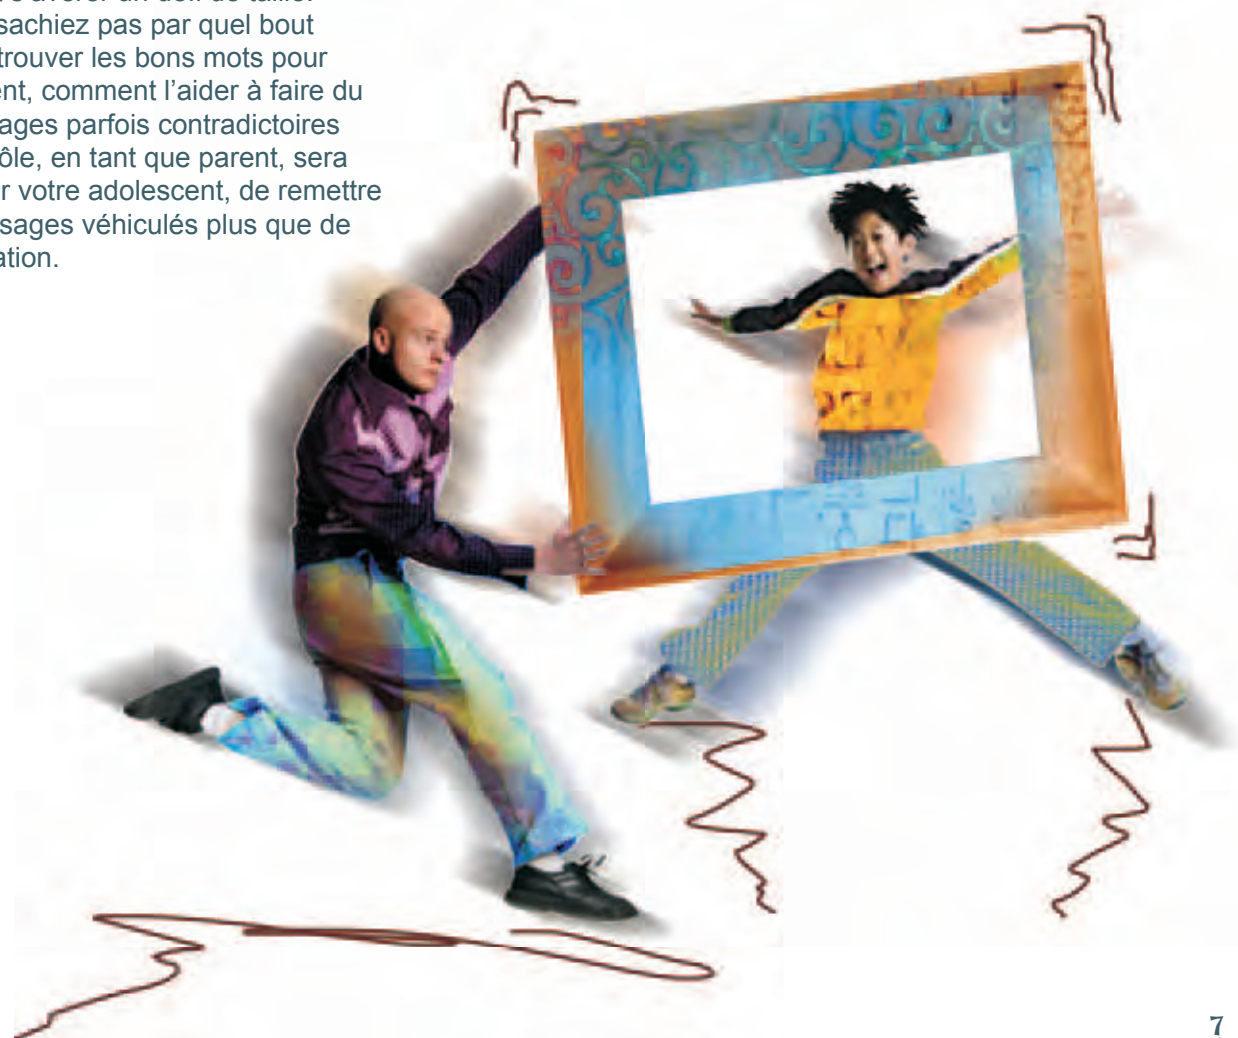 sachiez pas par quel bout
trouver les bons mots pour
ent, comment l'aider à faire du
ages parfois contradictoires
ôle, en tant que parent, sera
r votre adolescent, de remettre
sages véhiculés plus que de
ation.
7